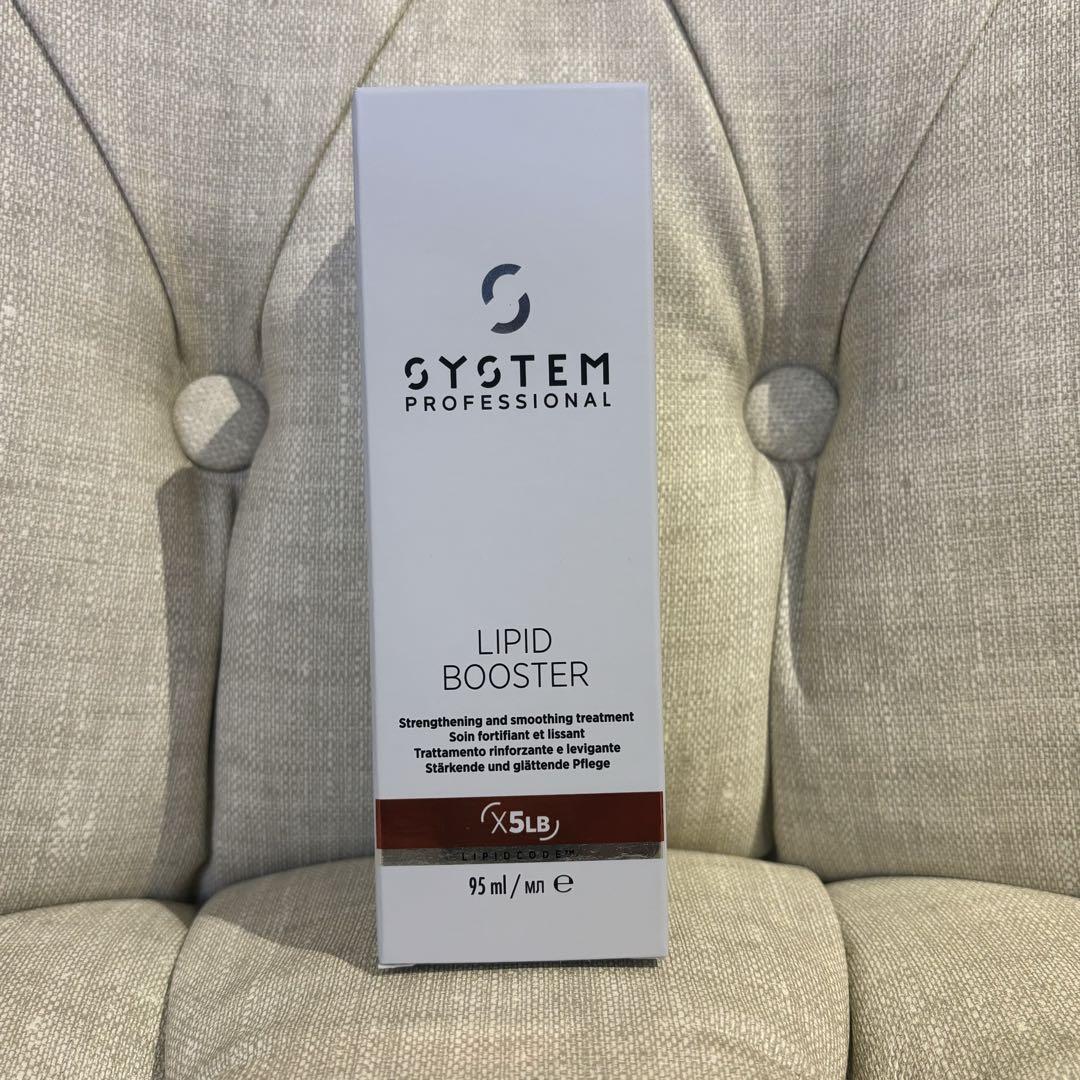 SYSTEM
PROFESSIONAL
LIPID
BOOSTER
Strengthening and smoothing treatment
Soin fortifiant et lissant
Trattamento rinforzante e levigante
Stärkende und glättende Pflege
X5LB
LIPIDCODE™
95 ml / мл ℮